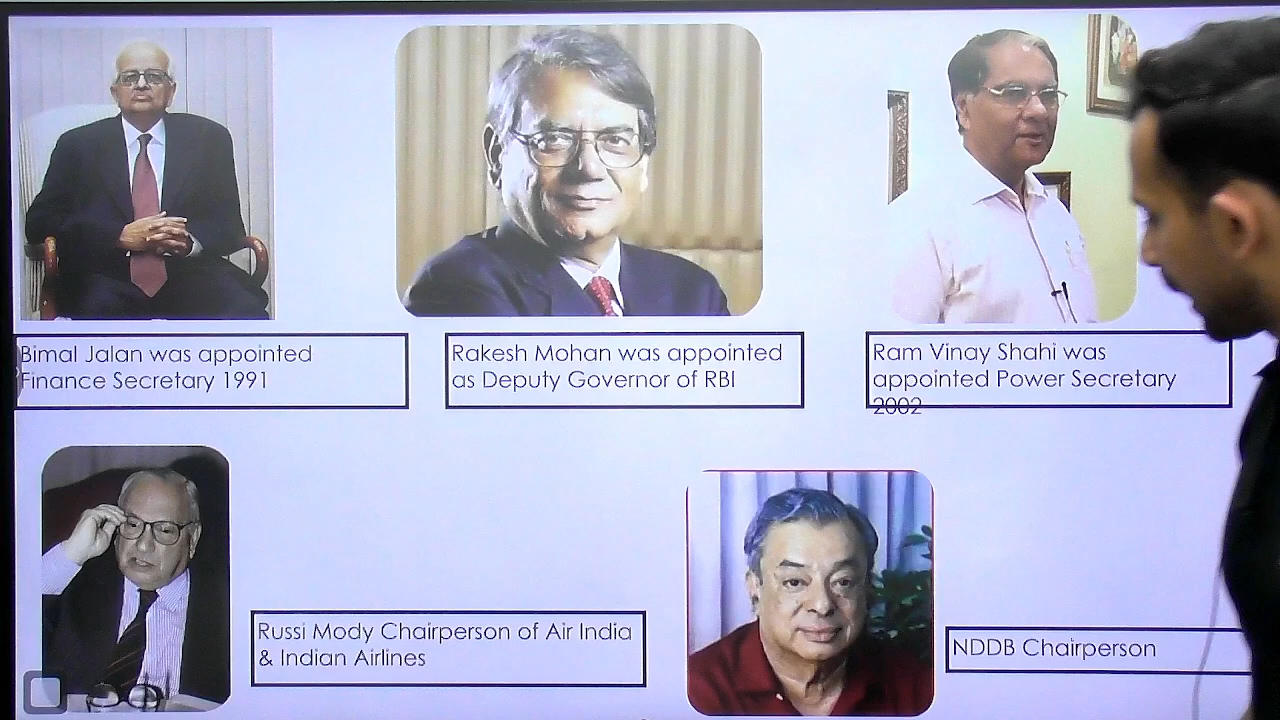 Bimal Jalan was appointed
Finance Secretary 1991
Rakesh Mohan was appointed
as Deputy Governor of RBI
Ram Vinay Shahi was
appointed Power Secretary
2002
Russi Mody Chairperson of Air India
& Indian Airlines
NDDB Chairperson